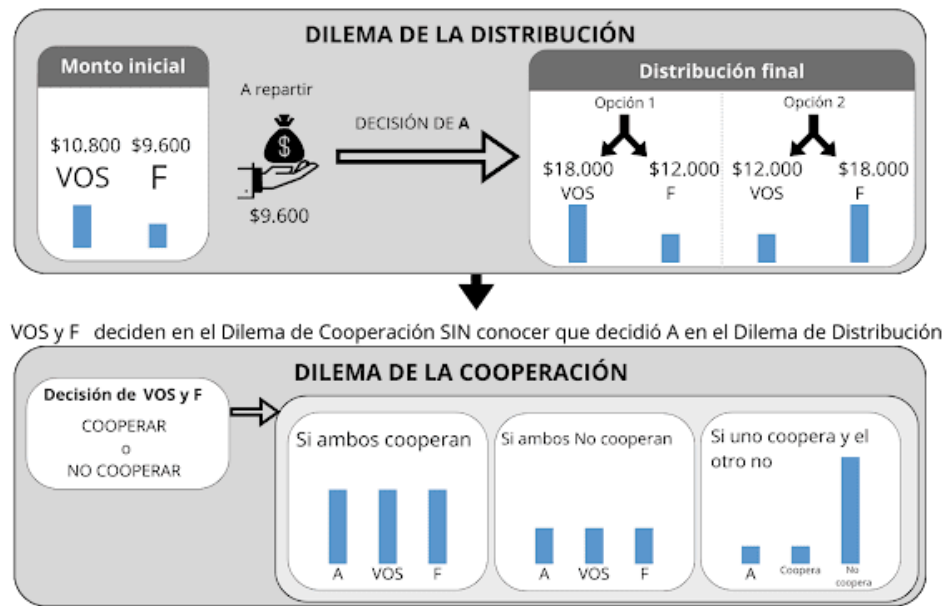 DILEMA DE LA DISTRIBUCIÓN
Monto inicial
$10.800 $9.600
VOS F
A repartir
$
$9.600
DECISIÓN DE A
Distribución final
Opción 1
Opción 2
$18.000 $12.000
VOS F
$12.000 $18.000
VOS F
VOS y F deciden en el Dilema de Cooperación SIN conocer que decidió A en el Dilema de Distribución
DILEMA DE LA COOPERACIÓN
Decisión de VOS y F
COOPERAR
o
NO COOPERAR
Si ambos cooperan
A VOS F
Si ambos No cooperan
A VOS F
Si uno coopera y el
otro no
A Coopera No
coopera